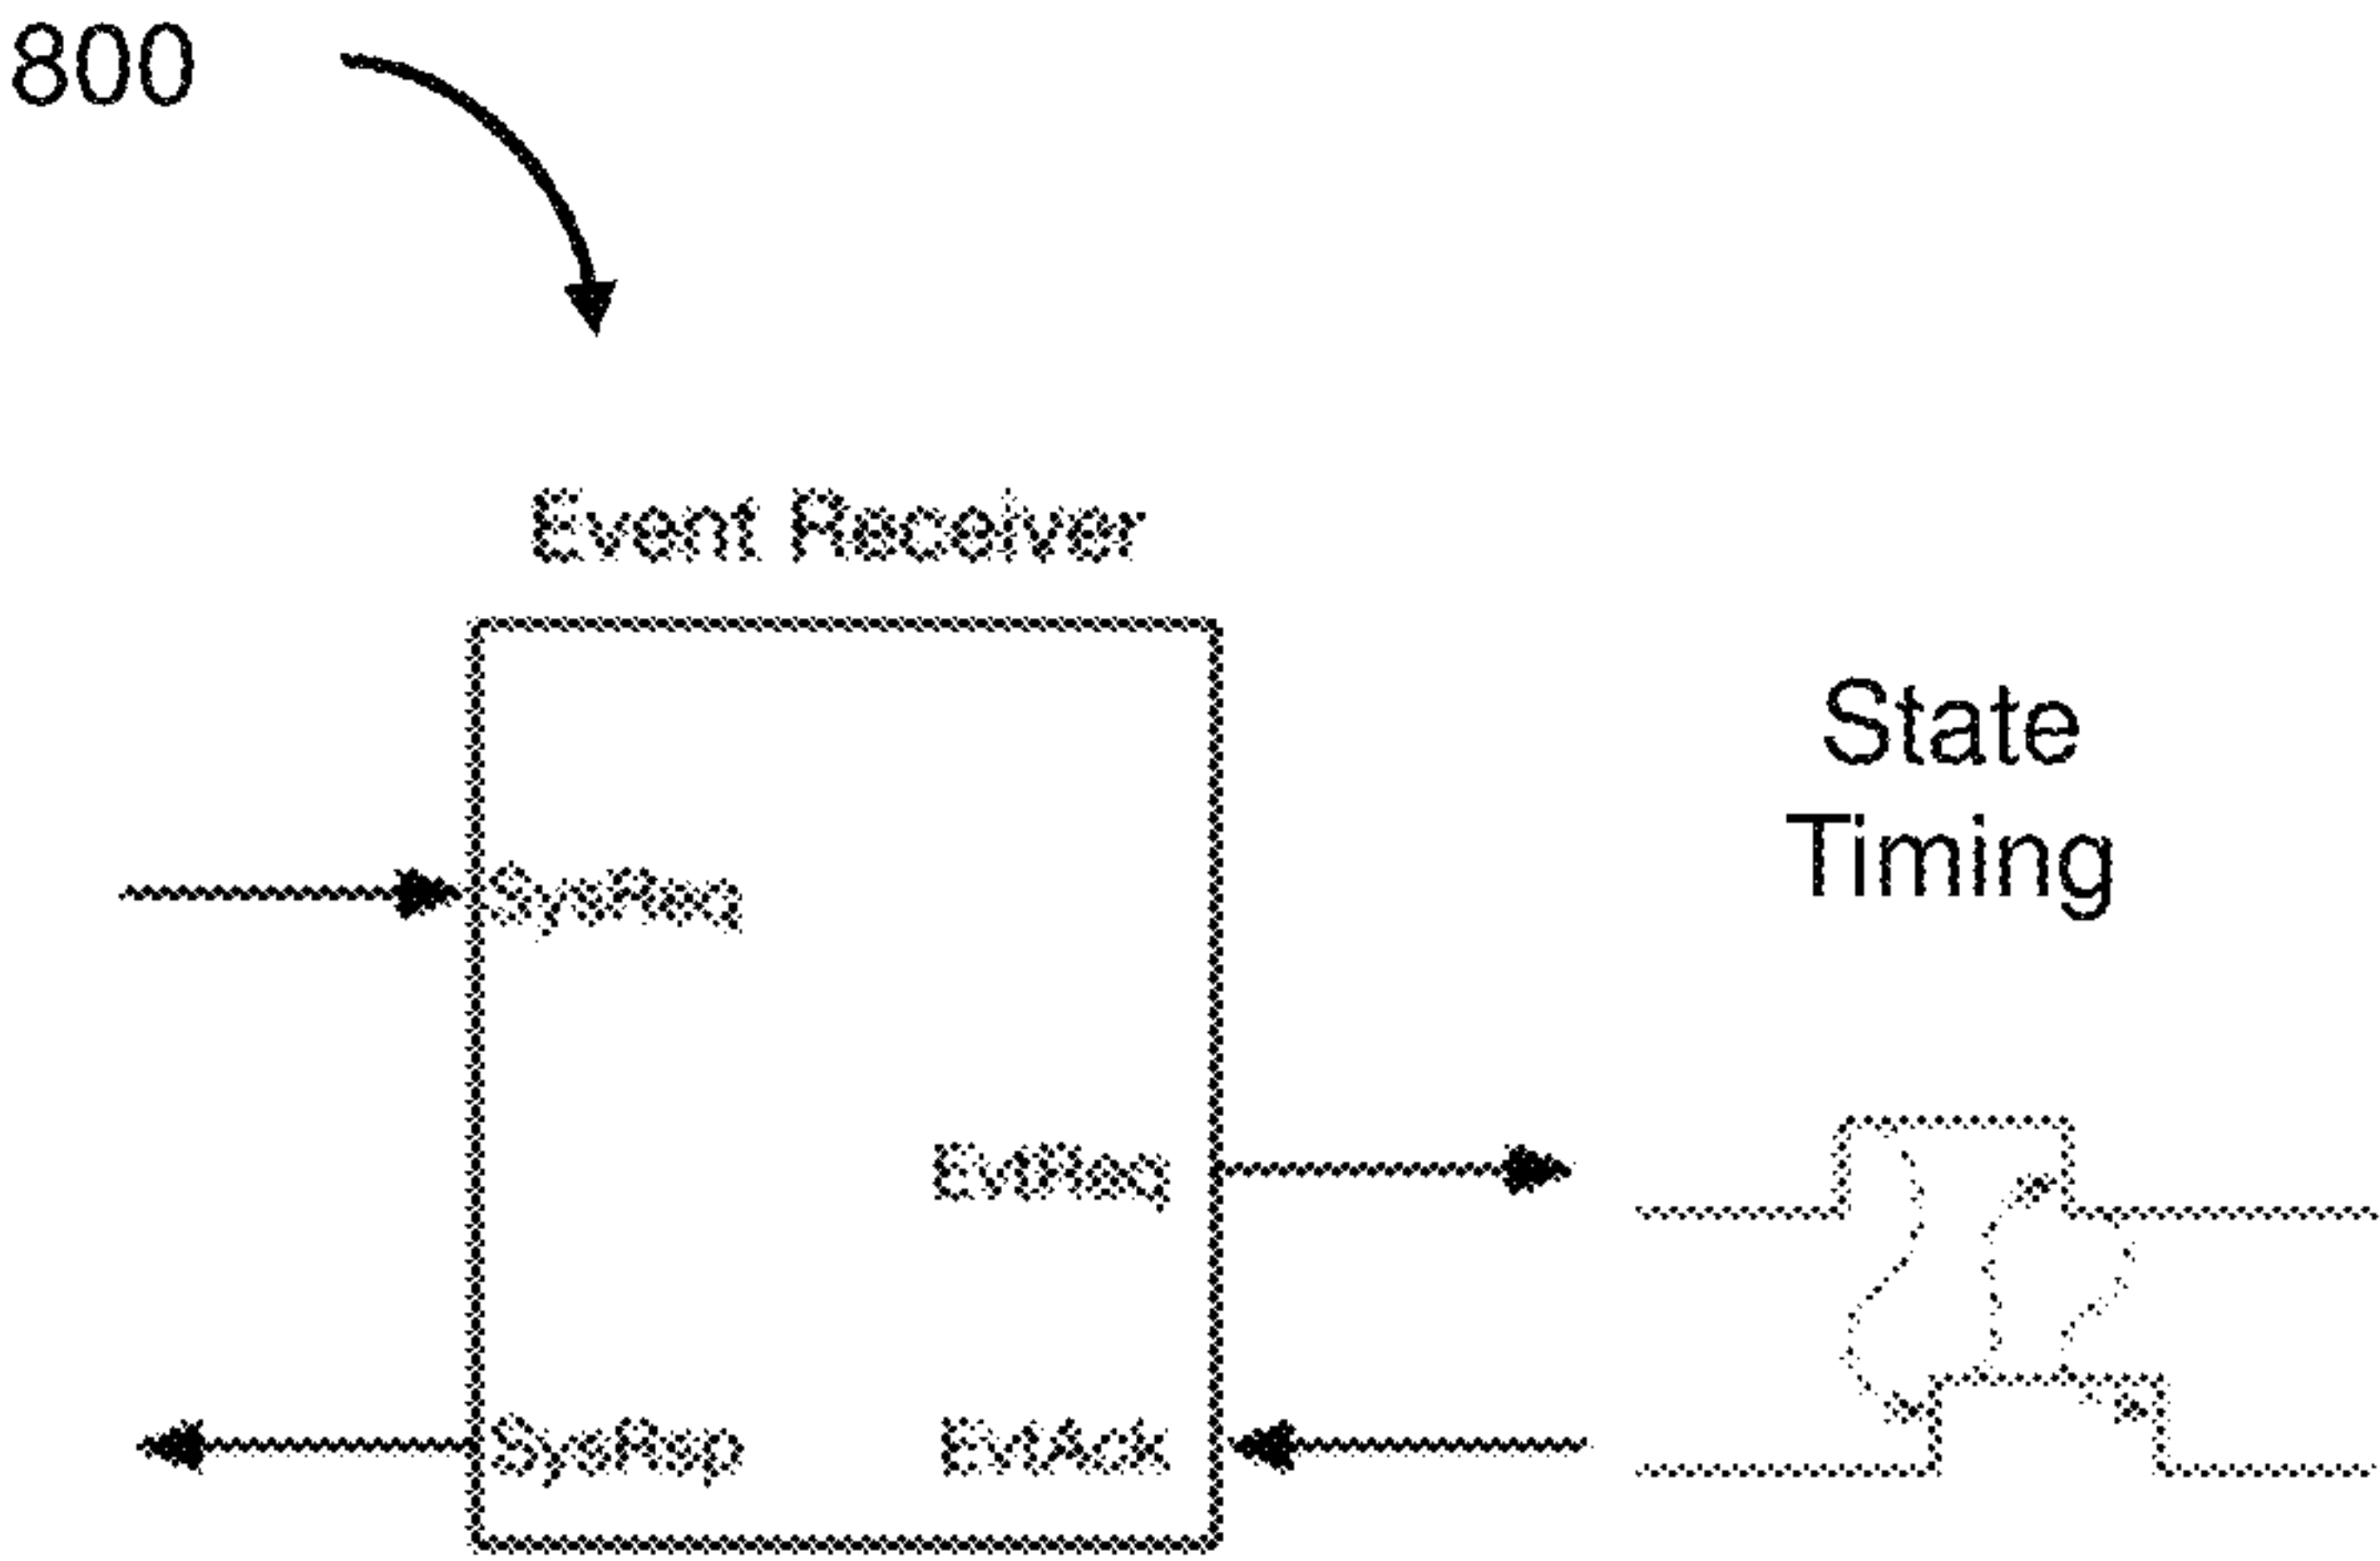 800
Event Receiver
State
Timing
SysReq
EvtReq
SysRsp
EvtAck